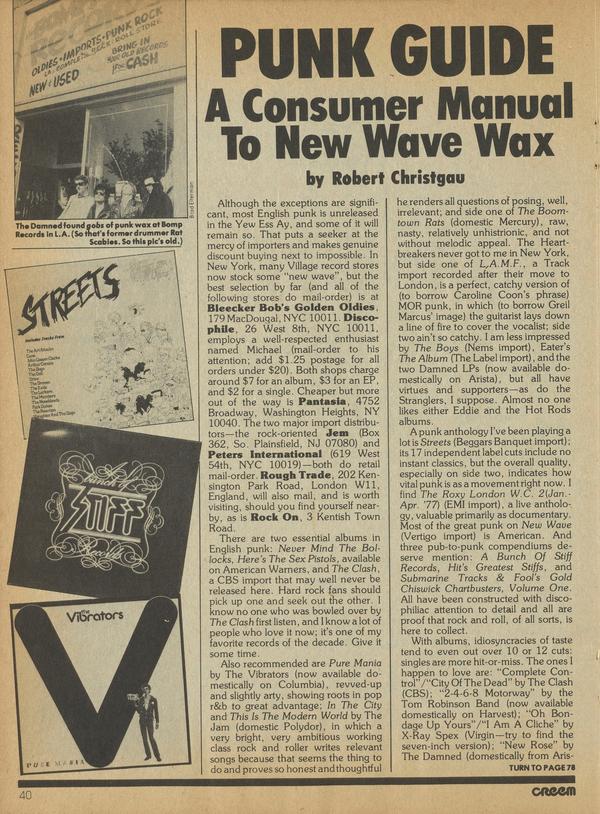 BOMP RECORDS
OLDIES•IMPORTS•PUNK ROCK
LA.'s COMPLETE ROCK & ROLL STORE
NEW & USED
BRING IN
YOUR OLD RECORDS
for CASH
Brad Elterman
The Damned found gobs of punk wax at Bomp
Records in L.A. (So that's former drummer Rat
Scabies. So this pic's old.)
STREETS
Includes Tracks From
STIFF
Records
the
VibRators
PURE MANIA
PUNK GUIDE
A Consumer Manual
To New Wave Wax
by Robert Christgau
Although the exceptions are signifi-
cant, most English punk is unreleased
in the Yew Ess Ay, and some of it will
remain so. That puts a seeker at the
mercy of importers and makes genuine
discount buying next to impossible. In
New York, many Village record stores
now stock some "new wave", but the
best selection by far (and all of the
following stores do mail-order) is at
Bleecker Bob's Golden Oldies,
179 MacDougal, NYC 10011. Disco-
phile, 26 West 8th, NYC 10011,
employs a well-respected enthusiast
named Michael (mail-order to his
attention; add $1.25 postage for all
orders under $20). Both shops charge
around $7 for an album, $3 for an EP,
and $2 for a single. Cheaper but more
out of the way is Pantasia, 4752
Broadway, Washington Heights, NY
10040. The two major import distribu-
tors—the rock-oriented Jem (Box
362, So. Plainsfield, NJ 07080) and
Peters International (619 West
54th, NYC 10019)—both do retail
mail-order. Rough Trade, 202 Ken-
sington Park Road, London W11,
England, will also mail, and is worth
visiting, should you find yourself near-
by, as is Rock On, 3 Kentish Town
Road.
There are two essential albums in
English punk: Never Mind The Bol-
locks, Here's The Sex Pistols, available
on American Warners, and The Clash,
a CBS import that may well never be
released here. Hard rock fans should
pick up one and seek out the other. I
know no one who was bowled over by
The Clash first listen, and I know a lot of
people who love it now; it's one of my
favorite records of the decade. Give it
some time.
Also recommended are Pure Mania
by The Vibrators (now available do-
mestically on Columbia), revved-up
and slightly arty, showing roots in pop
r&b to great advantage; In The City
and This Is The Modern World by The
Jam (domestic Polydor), in which a
very bright, very ambitious working
class rock and roller writes relevant
songs because that seems the thing to
do and proves so honest and thoughtful
he renders all questions of posing, well,
irrelevant; and side one of The Boom-
town Rats (domestic Mercury), raw,
nasty, relatively unhistrionic, and not
without melodic appeal. The Heart-
breakers never got to me in New York,
but side one of L.A.M.F., a Track
import recorded after their move to
London, is a perfect, catchy version of
(to borrow Caroline Coon's phrase)
MOR punk, in which (to borrow Greil
Marcus' image) the guitarist lays down
a line of fire to cover the vocalist; side
two ain't so catchy. I am less impressed
by The Boys (Nems import), Eater's
The Album (The Label import), and the
two Damned LPs (now available do-
mestically on Arista), but all have
virtues and supporters—as do the
Stranglers, I suppose. Almost no one
likes either Eddie and the Hot Rods
albums.
A punk anthology I've been playing a
lot is Streets (Beggars Banquet import);
its 17 independent label cuts include no
instant classics, but the overall quality,
especially on side two, indicates how
vital punk is as a movement right now. I
find The Roxy London W.C. 2(Jan.-
Apr. '77) (EMI import), a live antholo-
gy, valuable primarily as documentary.
Most of the great punk on New Wave
(Vertigo import) is American. And
three pub-to-punk compendiums de-
serve mention: A Bunch Of Stiff
Records, Hit's Greatest Stiffs, and
Submarine Tracks & Fool's Gold
Chiswick Chartbusters, Volume One.
All have been constructed with disco-
philiac attention to detail and all are
proof that rock and roll, of all sorts, is
here to collect.
With albums, idiosyncracies of taste
tend to even out over 10 or 12 cuts:
singles are more hit-or-miss. The ones I
happen to love are: "Complete Con-
trol"/"City Of The Dead" by The Clash
(CBS); "2-4-6-8 Motorway" by the
Tom Robinson Band (now available
domestically on Harvest); "Oh Bon-
dage Up Yours"/"I Am A Cliche" by
X-Ray Spex (Virgin—try to find the
seven-inch version); "New Rose" by
The Damned (domestically from Aris-
TURN TO PAGE 78
40
CREEM